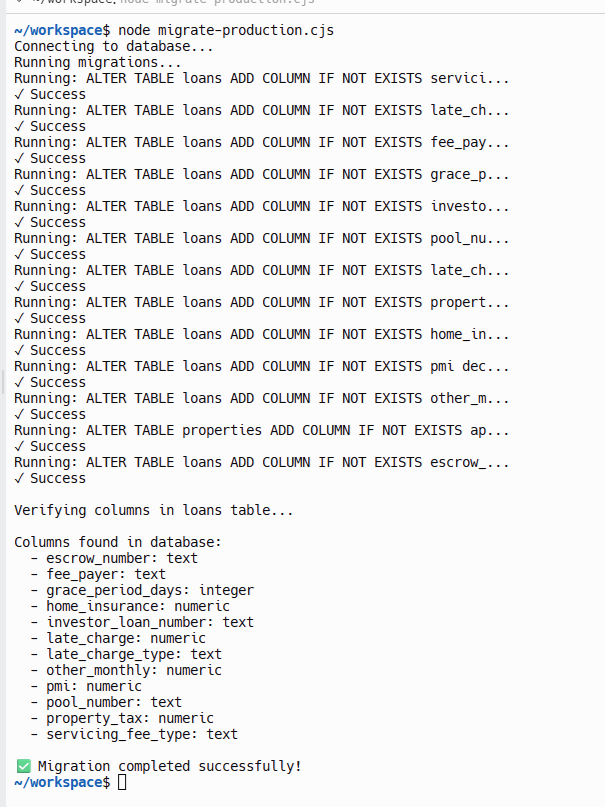 ~/workspace: node migrate-production.cjs
~/workspace$ node migrate-production.cjs
Connecting to database...
Running migrations...
Running: ALTER TABLE loans ADD COLUMN IF NOT EXISTS servici...
✓ Success
Running: ALTER TABLE loans ADD COLUMN IF NOT EXISTS late_ch...
✓ Success
Running: ALTER TABLE loans ADD COLUMN IF NOT EXISTS fee_pay...
✓ Success
Running: ALTER TABLE loans ADD COLUMN IF NOT EXISTS grace_p...
✓ Success
Running: ALTER TABLE loans ADD COLUMN IF NOT EXISTS investo...
✓ Success
Running: ALTER TABLE loans ADD COLUMN IF NOT EXISTS pool_nu...
✓ Success
Running: ALTER TABLE loans ADD COLUMN IF NOT EXISTS late_ch...
✓ Success
Running: ALTER TABLE loans ADD COLUMN IF NOT EXISTS propert...
✓ Success
Running: ALTER TABLE loans ADD COLUMN IF NOT EXISTS home_in...
✓ Success
Running: ALTER TABLE loans ADD COLUMN IF NOT EXISTS pmi dec...
✓ Success
Running: ALTER TABLE loans ADD COLUMN IF NOT EXISTS other_m...
✓ Success
Running: ALTER TABLE properties ADD COLUMN IF NOT EXISTS ap...
✓ Success
Running: ALTER TABLE loans ADD COLUMN IF NOT EXISTS escrow_...
✓ Success
Verifying columns in loans table...
Columns found in database:
- escrow_number: text
- fee_payer: text
- grace_period_days: integer
- home_insurance: numeric
- investor_loan_number: text
- late_charge: numeric
- late_charge_type: text
- other_monthly: numeric
- pmi: numeric
- pool_number: text
- property_tax: numeric
- servicing_fee_type: text
✅ Migration completed successfully!
~/workspace$